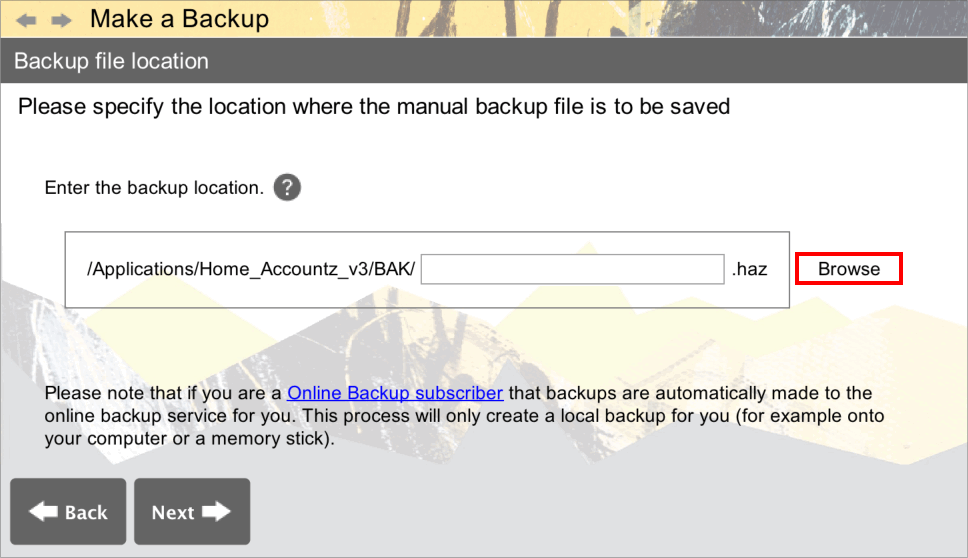 Make a Backup
Backup file location
Please specify the location where the manual backup file is to be saved
Enter the backup location. ?
/Applications/Home_Accountz_v3/BAK/ .haz Browse
Please note that if you are a Online Backup subscriber that backups are automatically made to the
online backup service for you. This process will only create a local backup for you (for example onto
your computer or a memory stick).
Back Next